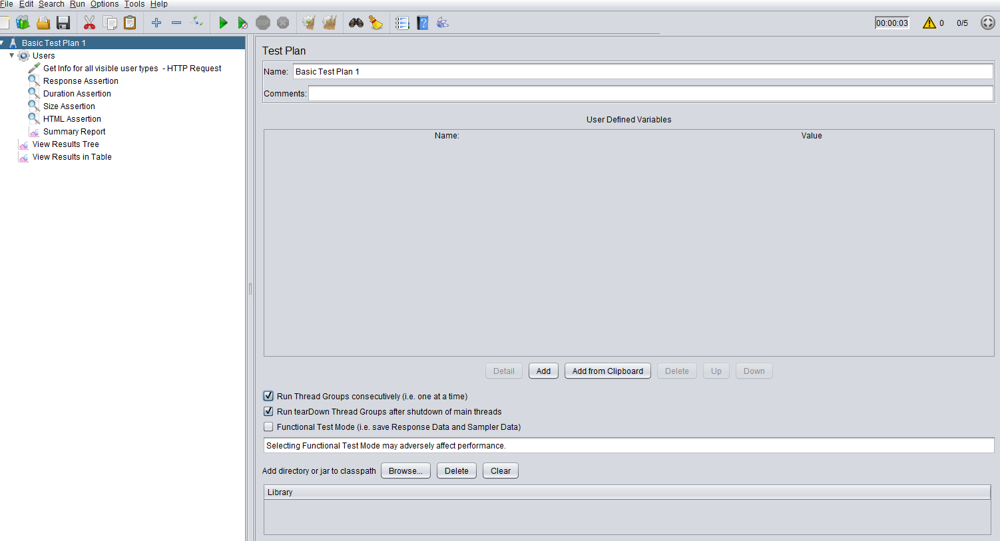 File Edit Search Run Options Tools Help
STOP
00:00:03 0 0/5
Basic Test Plan 1
Users
Get Info for all visible user types - HTTP Request
Response Assertion
Duration Assertion
Size Assertion
HTML Assertion
Summary Report
View Results Tree
View Results in Table
Test Plan
Name: Basic Test Plan 1
Comments:
User Defined Variables
Name: Value
Detail Add Add from Clipboard Delete Up Down
Run Thread Groups consecutively (i.e. one at a time)
Run tearDown Thread Groups after shutdown of main threads
Functional Test Mode (i.e. save Response Data and Sampler Data)
Selecting Functional Test Mode may adversely affect performance.
Add directory or jar to classpath Browse... Delete Clear
Library